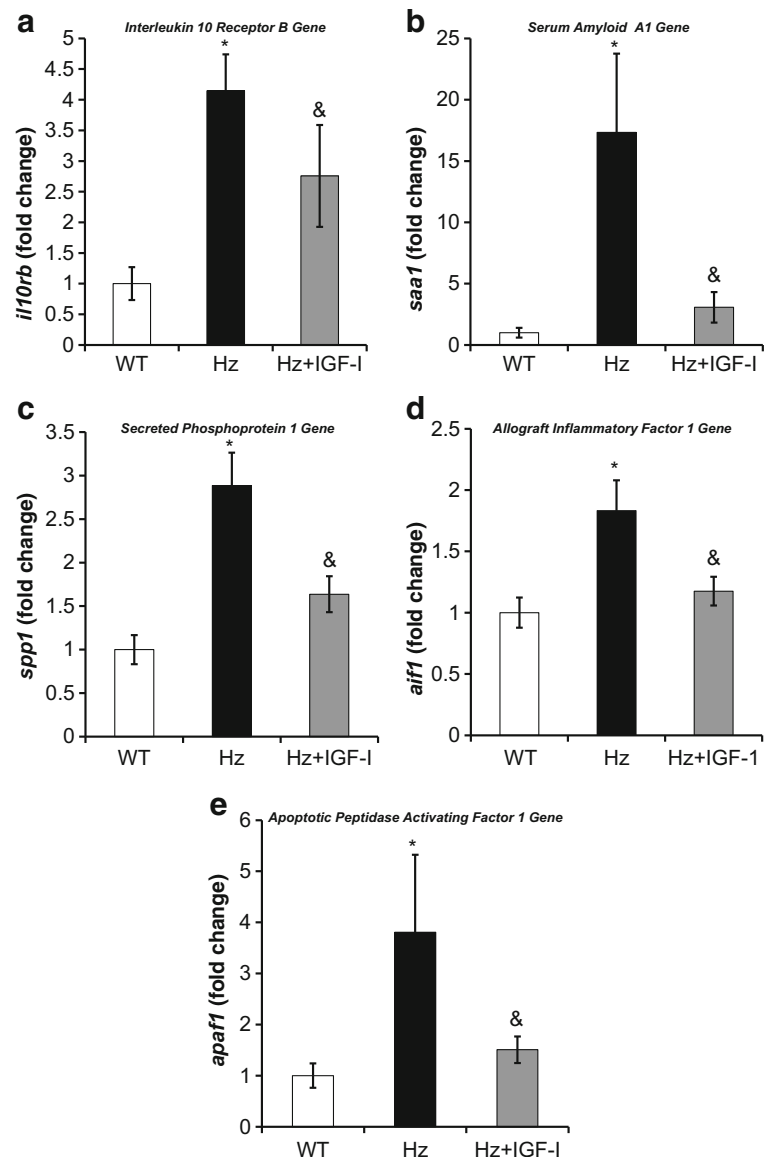 a
Interleukin 10 Receptor B Gene
il10rb (fold change)
5
4.5
4
3.5
3
2.5
2
1.5
1
0.5
0
*
&
WT Hz Hz+IGF-I
b
Serum Amyloid A1 Gene
saa1 (fold change)
25
20
15
10
5
0
*
&
WT Hz Hz+IGF-I
c
Secreted Phosphoprotein 1 Gene
spp1 (fold change)
3.5
3
2.5
2
1.5
1
0.5
0
*
&
WT Hz Hz+IGF-I
d
Allograft Inflammatory Factor 1 Gene
aif1 (fold change)
2.5
2
1.5
1
0.5
0
*
&
WT Hz Hz+IGF-1
e
Apoptotic Peptidase Activating Factor 1 Gene
apaf1 (fold change)
6
5
4
3
2
1
0
*
&
WT Hz Hz+IGF-I